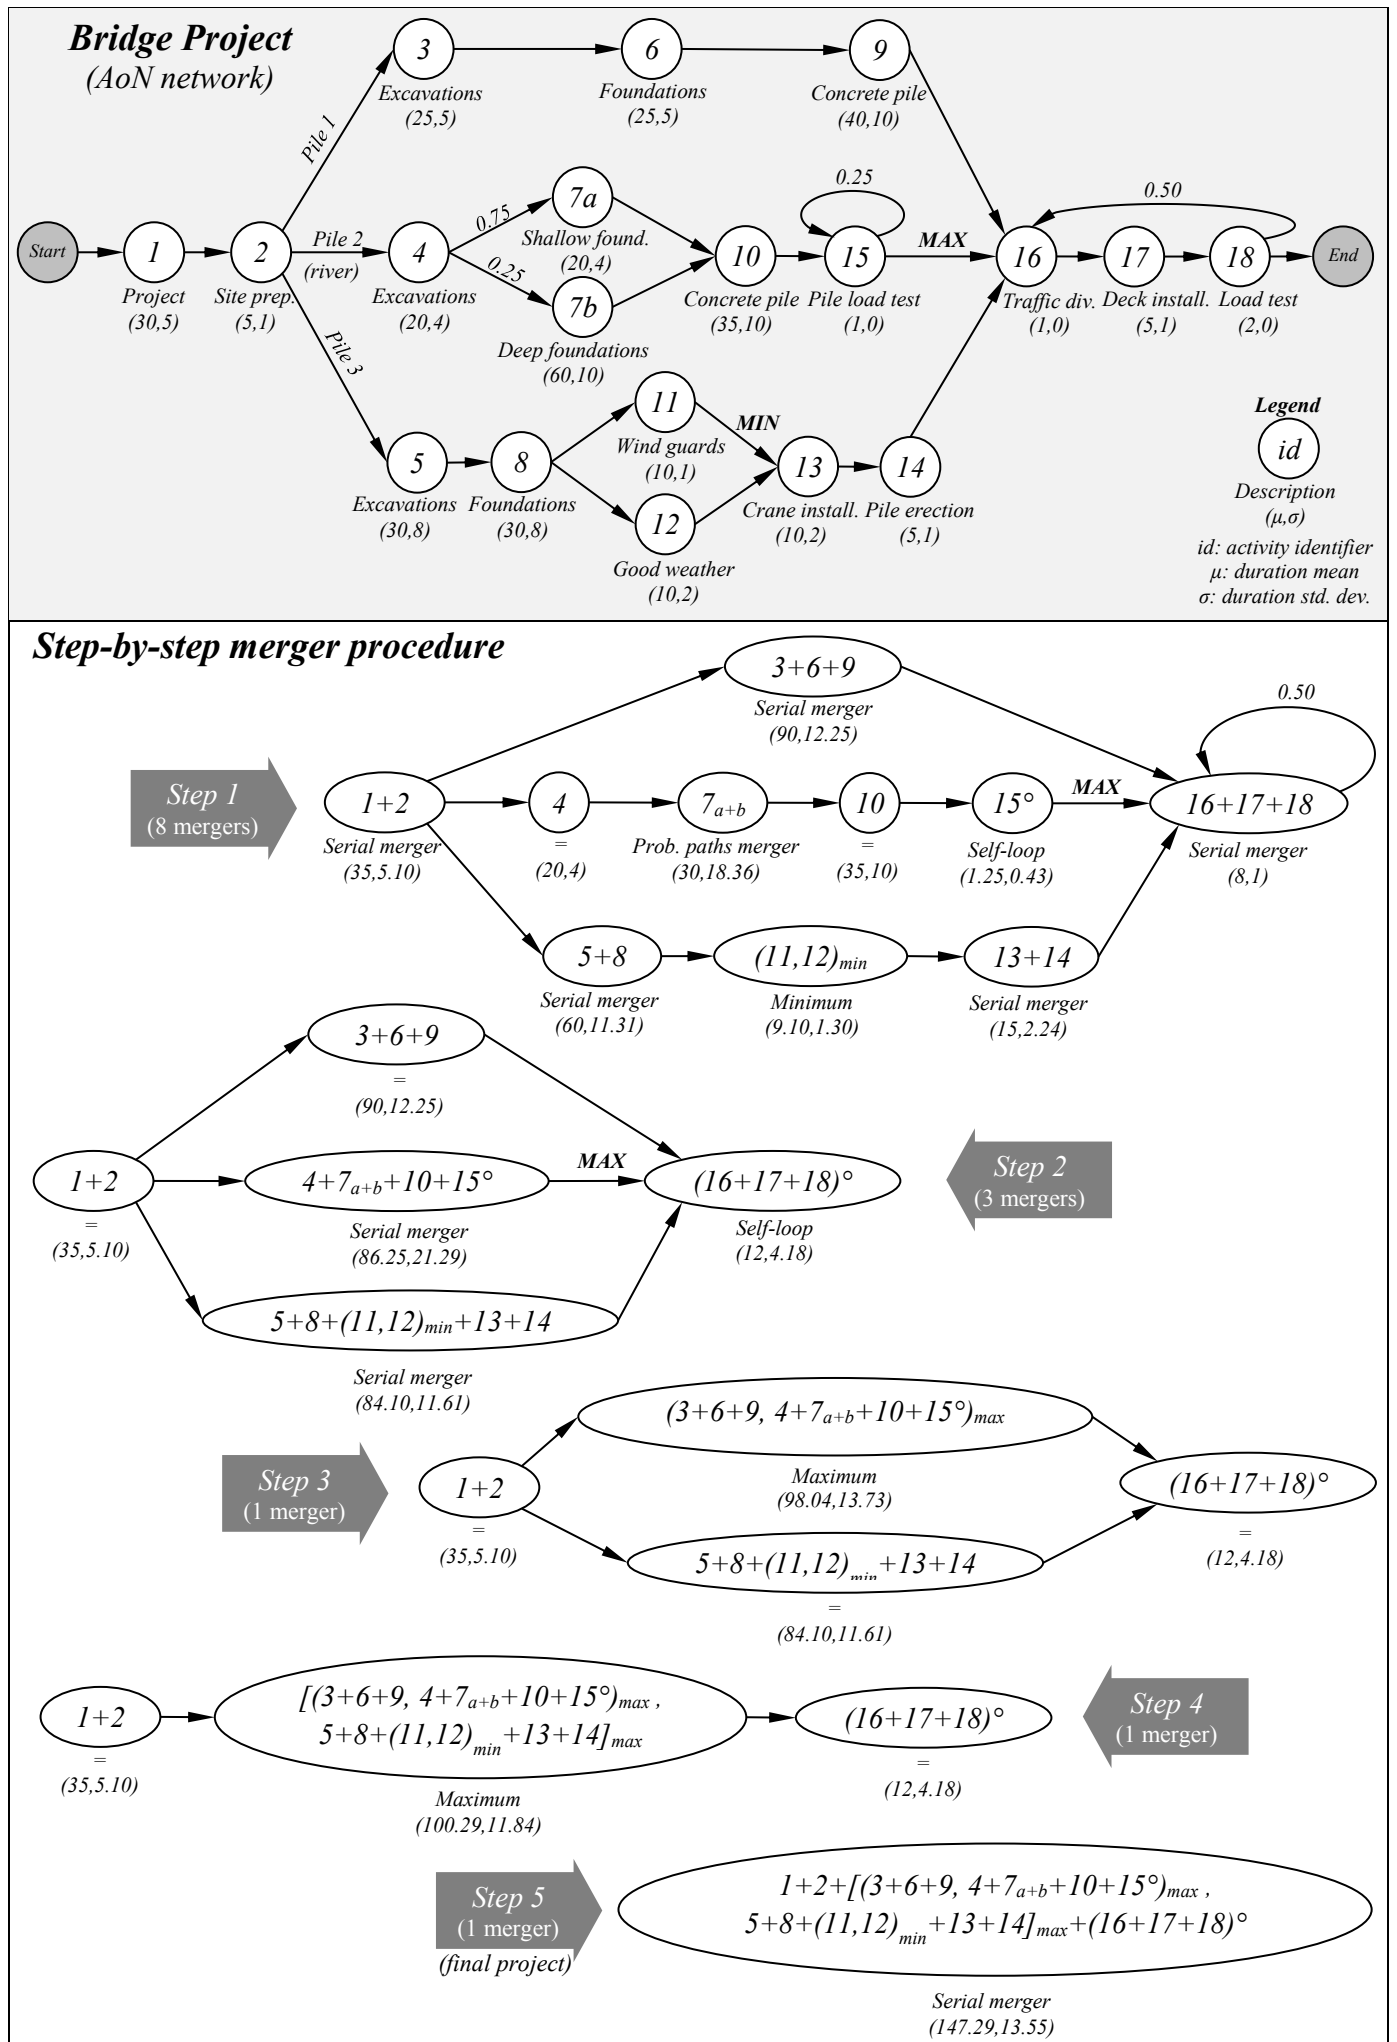 Bridge Project
(AoN network)
3
Excavations
(25,5)
6
Foundations
(25,5)
9
Concrete pile
(40,10)
Pile 1
Start
1
Project
(30,5)
2
Site prep.
(5,1)
Pile 2
(river)
4
Excavations
(20,4)
0.75
0.25
7a
Shallow found.
(20,4)
7b
Deep foundations
(60,10)
10
Concrete pile
(35,10)
0.25
15
Pile load test
(1,0)
MAX
0.50
16
Traffic div.
(1,0)
17
Deck install.
(5,1)
18
Load test
(2,0)
End
Pile 3
5
Excavations
(30,8)
8
Foundations
(30,8)
11
Wind guards
(10,1)
MIN
12
Good weather
(10,2)
13
Crane install.
(10,2)
14
Pile erection
(5,1)
Legend
id
Description
(μ,σ)
id: activity identifier
μ: duration mean
σ: duration std. dev.
Step-by-step merger procedure
Step 1
(8 mergers)
3+6+9
Serial merger
(90,12.25)
0.50
1+2
Serial merger
(35,5.10)
4
=
(20,4)
7a+b
Prob. paths merger
(30,18.36)
10
=
(35,10)
15°
Self-loop
(1.25,0.43)
MAX
16+17+18
Serial merger
(8,1)
5+8
Serial merger
(60,11.31)
(11,12)min
Minimum
(9.10,1.30)
13+14
Serial merger
(15,2.24)
3+6+9
=
(90,12.25)
1+2
=
(35,5.10)
4+7a+b+10+15°
Serial merger
(86.25,21.29)
MAX
(16+17+18)°
Self-loop
(12,4.18)
Step 2
(3 mergers)
5+8+(11,12)min+13+14
Serial merger
(84.10,11.61)
Step 3
(1 merger)
(3+6+9, 4+7a+b+10+15°)max
Maximum
(98.04,13.73)
1+2
=
(35,5.10)
(16+17+18)°
=
(12,4.18)
5+8+(11,12)min+13+14
=
(84.10,11.61)
1+2
=
(35,5.10)
[(3+6+9, 4+7a+b+10+15°)max ,
5+8+(11,12)min+13+14]max
Maximum
(100.29,11.84)
(16+17+18)°
=
(12,4.18)
Step 4
(1 merger)
Step 5
(1 merger)
(final project)
1+2+[(3+6+9, 4+7a+b+10+15°)max ,
5+8+(11,12)min+13+14]max+(16+17+18)°
Serial merger
(147.29,13.55)